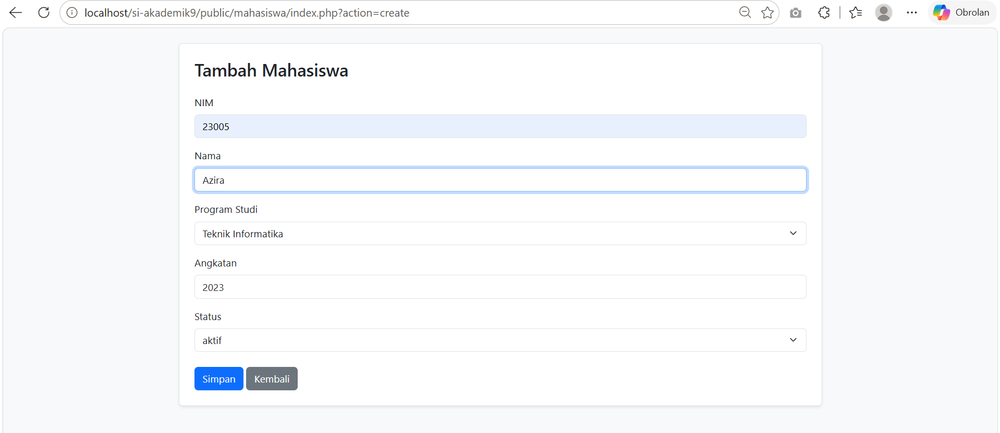 localhost/si-akademik9/public/mahasiswa/index.php?action=create
Obrolan
Tambah Mahasiswa
NIM
23005
Nama
Azira
Program Studi
Teknik Informatika
Angkatan
2023
Status
aktif
Simpan Kembali